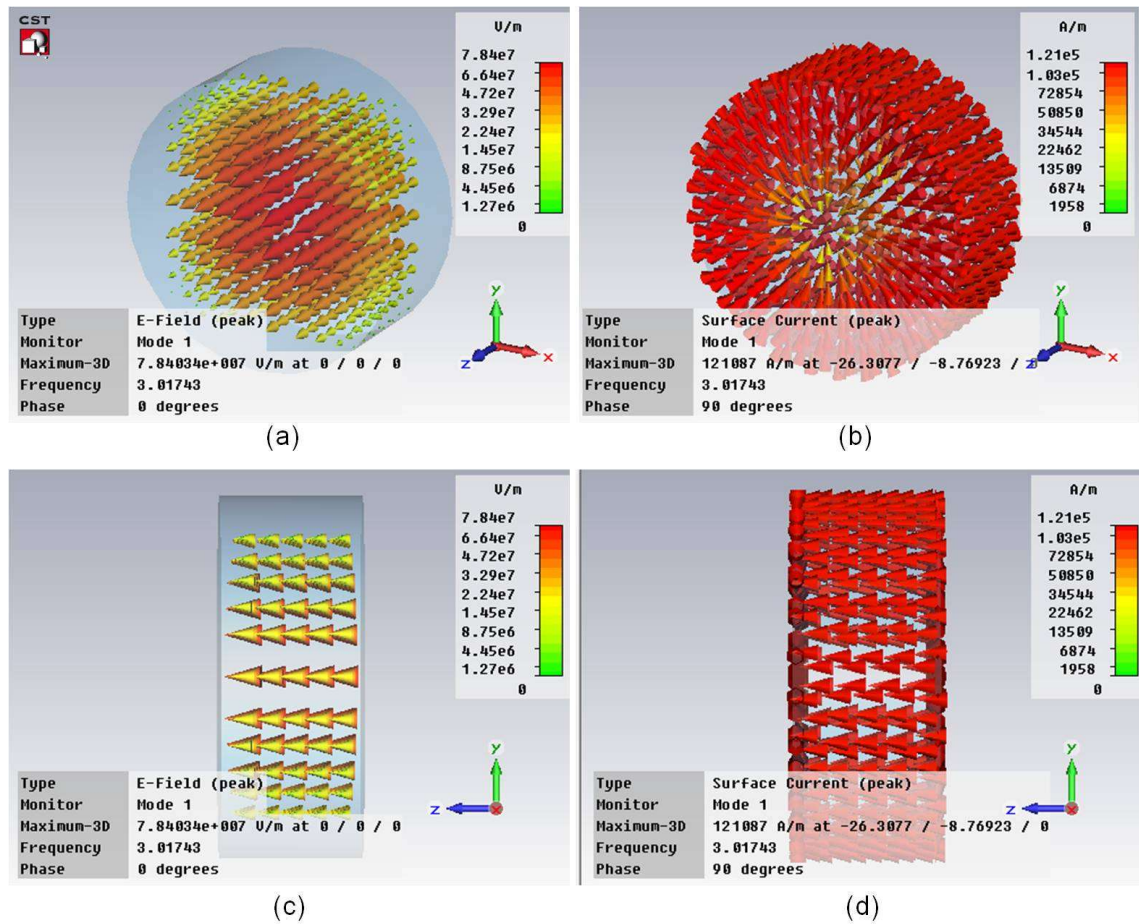 CST
V/m
7.84e7
6.64e7
4.72e7
3.29e7
2.24e7
1.45e7
8.75e6
4.45e6
1.27e6
0
y
x
z
Type E-Field (peak)
Monitor Mode 1
Maximum-3D 7.84034e+007 V/m at 0 / 0 / 0
Frequency 3.01743
Phase 0 degrees
(a)
A/m
1.21e5
1.03e5
72854
50850
34544
22462
13509
6874
1958
0
y
x
z
Type Surface Current (peak)
Monitor Mode 1
Maximum-3D 121087 A/m at -26.3077 / -8.76923 / 0
Frequency 3.01743
Phase 90 degrees
(b)
V/m
7.84e7
6.64e7
4.72e7
3.29e7
2.24e7
1.45e7
8.75e6
4.45e6
1.27e6
0
y
z
x
Type E-Field (peak)
Monitor Mode 1
Maximum-3D 7.84034e+007 V/m at 0 / 0 / 0
Frequency 3.01743
Phase 0 degrees
(c)
A/m
1.21e5
1.03e5
72854
50850
34544
22462
13509
6874
1958
0
y
z
x
Type Surface Current (peak)
Monitor Mode 1
Maximum-3D 121087 A/m at -26.3077 / -8.76923 / 0
Frequency 3.01743
Phase 90 degrees
(d)